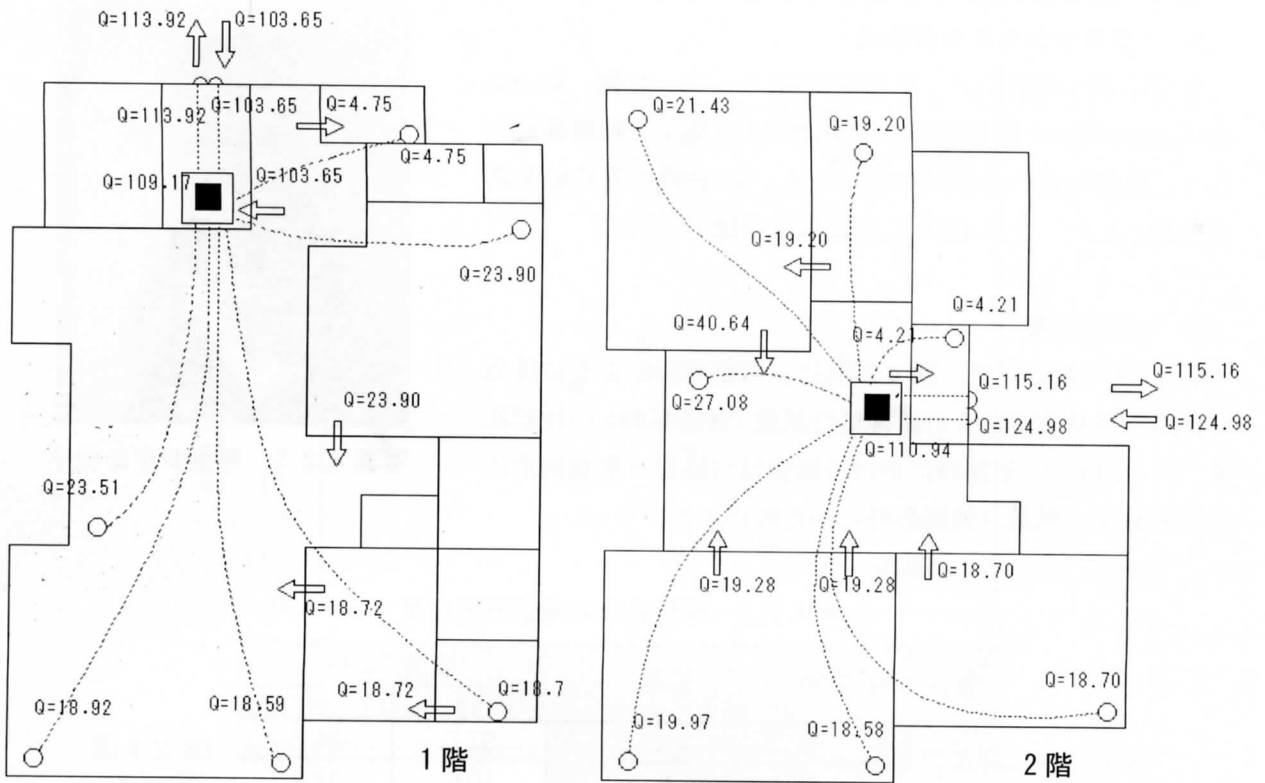 Q=113.92
Q=103.65
Q=103.65
Q=113.92
Q=4.75
Q=4.75
Q=109.17
Q=103.65
Q=23.90
Q=23.90
Q=23.51
Q=18.72
Q=18.72
Q=18.7
Q=18.92
Q=18.59
1階
Q=21.43
Q=19.20
Q=19.20
Q=4.21
Q=40.64
Q=4.21
Q=27.08
Q=115.16
Q=115.16
Q=124.98
Q=124.98
Q=110.94
Q=19.28
Q=19.28
Q=18.70
Q=18.70
Q=19.97
Q=18.58
2階